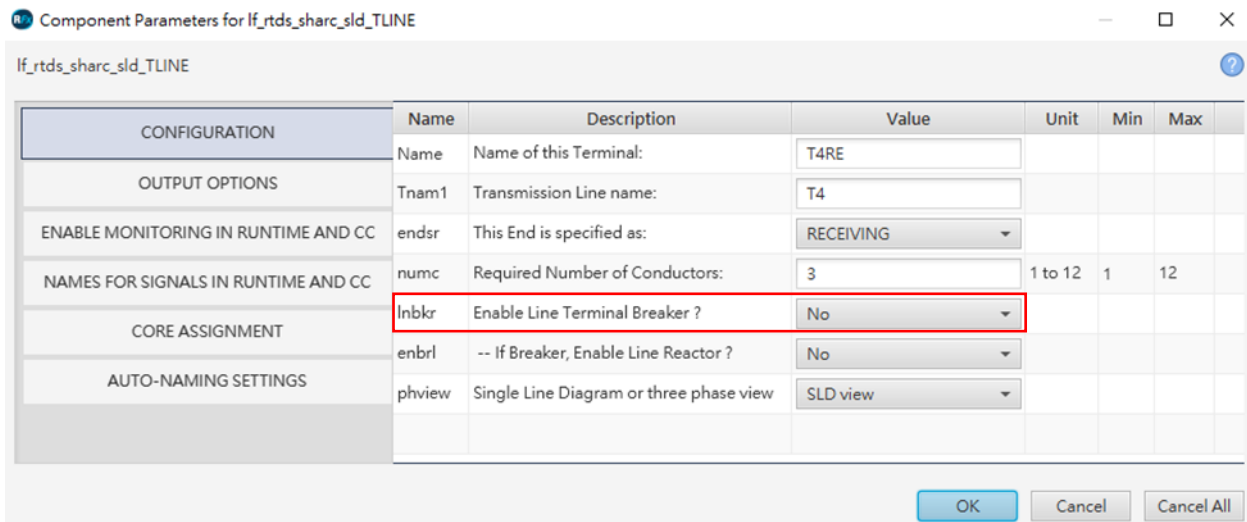 RFX Component Parameters for lf_rtds_sharc_sld_TLINE
lf_rtds_sharc_sld_TLINE
?
CONFIGURATION
OUTPUT OPTIONS
ENABLE MONITORING IN RUNTIME AND CC
NAMES FOR SIGNALS IN RUNTIME AND CC
CORE ASSIGNMENT
AUTO-NAMING SETTINGS
Name Description Value Unit Min Max
Name Name of this Terminal: T4RE
Tnam1 Transmission Line name: T4
endsr This End is specified as: RECEIVING
numc Required Number of Conductors: 3 1 to 12 1 12
lnbkr Enable Line Terminal Breaker ? No
enbrl -- If Breaker, Enable Line Reactor ? No
phview Single Line Diagram or three phase view SLD view
OK Cancel Cancel All